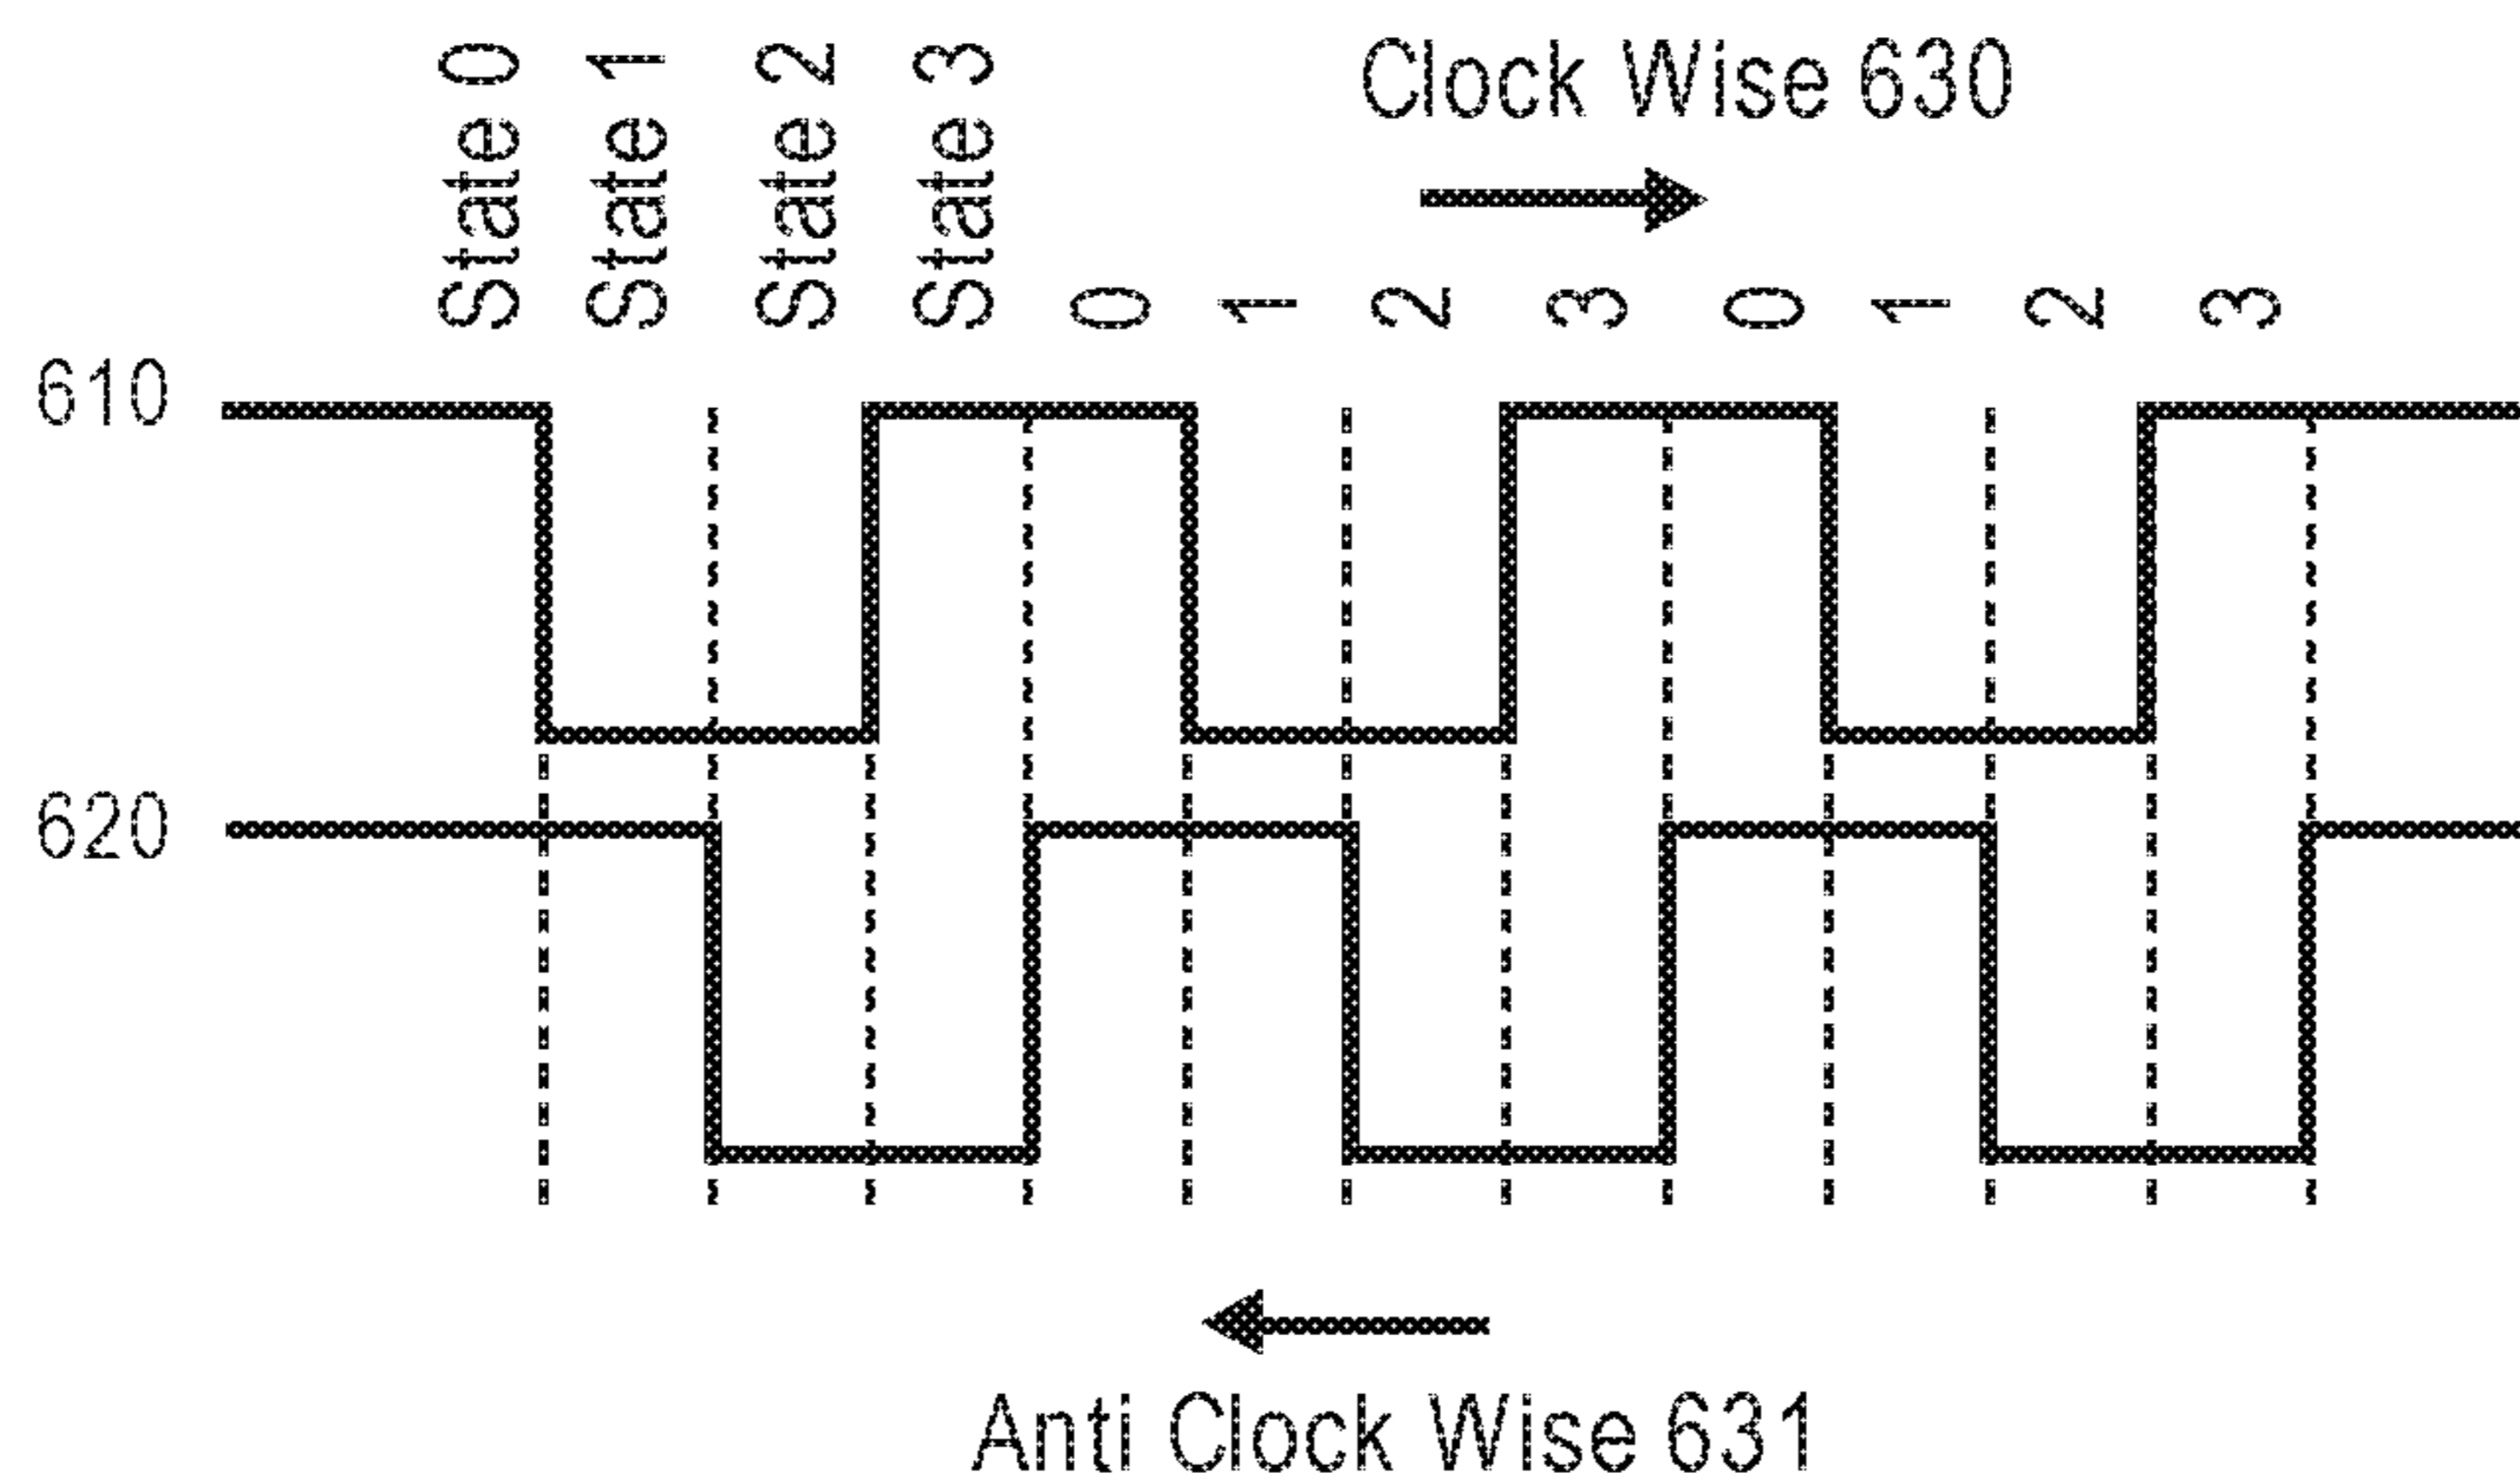 State 0
State 1
State 2
State 3
Clock Wise 630
0
1
2
3
0
1
2
3
610
620
Anti Clock Wise 631